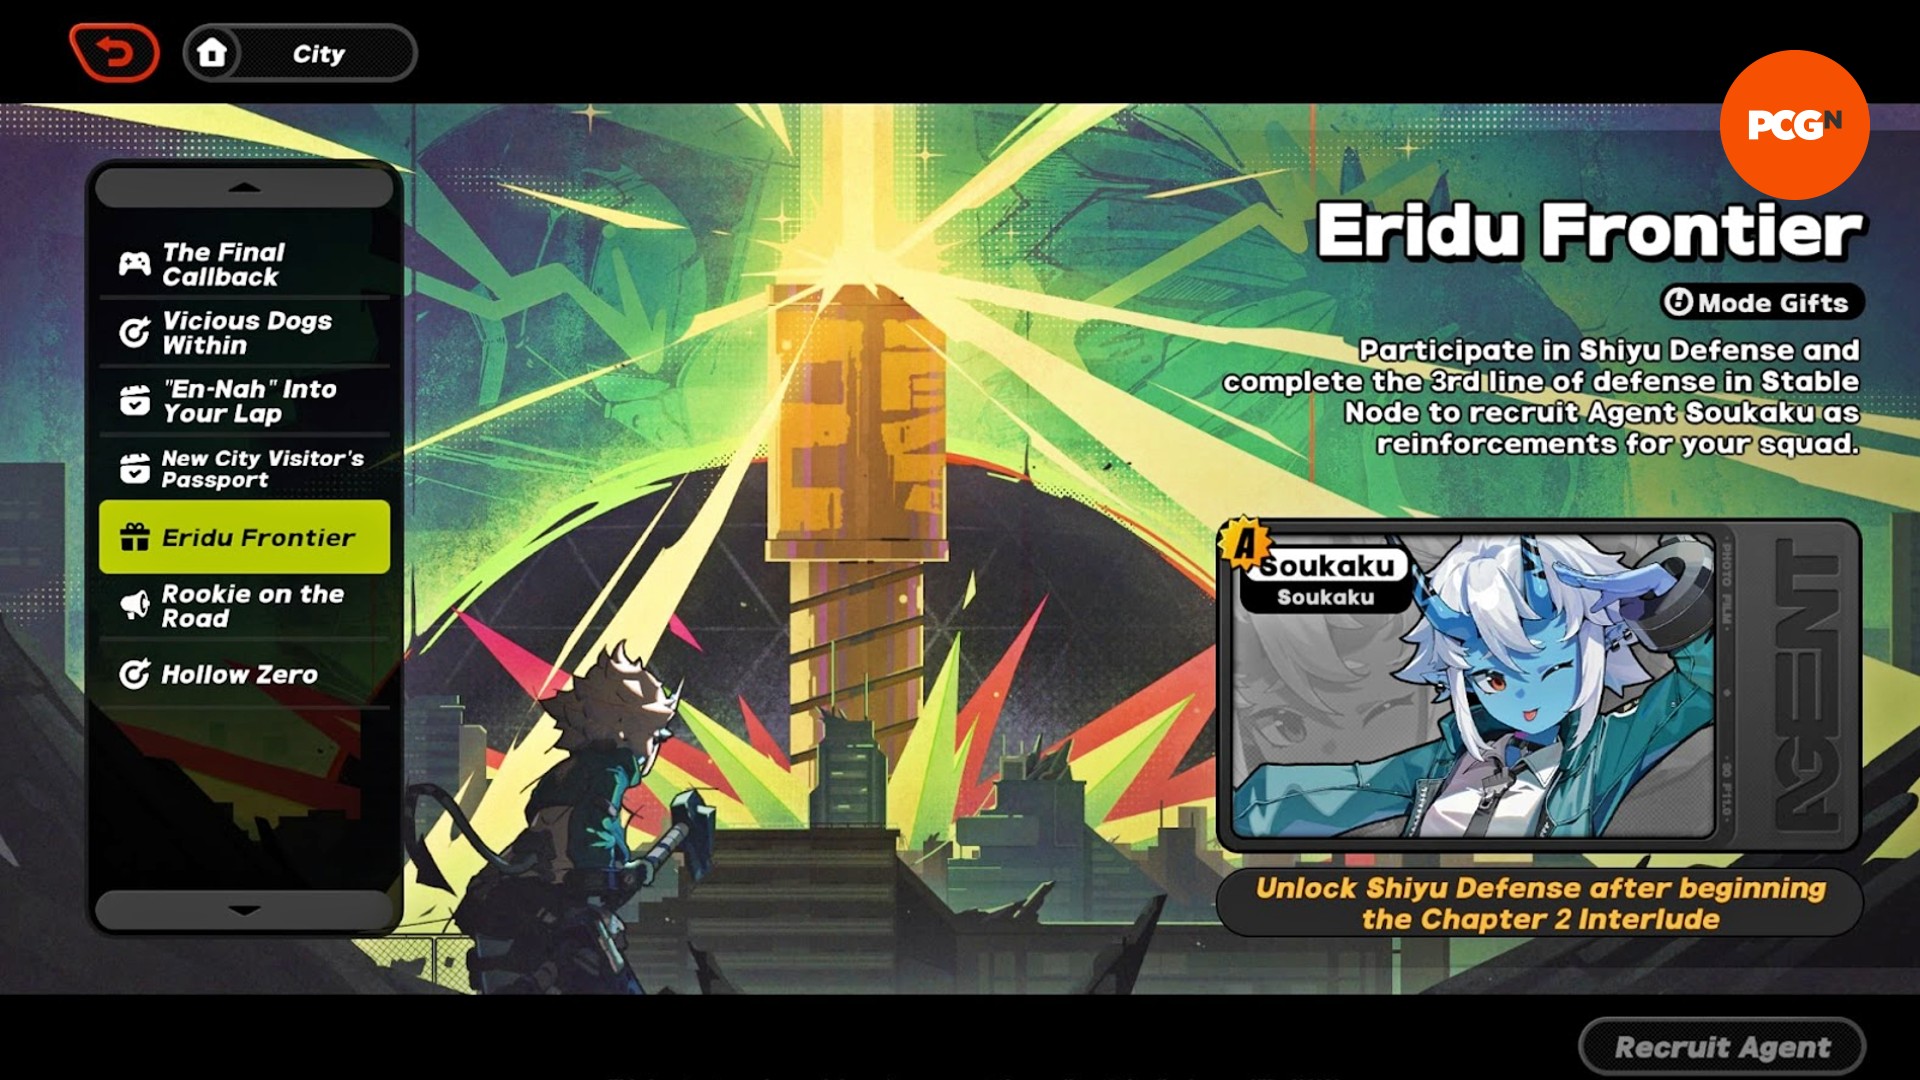 City
PCGN
The Final
Callback
Vicious Dogs
Within
"En-Nah" Into
Your Lap
New City Visitor's
Passport
Eridu Frontier
Rookie on the
Road
Hollow Zero
Eridu Frontier
Mode Gifts
Participate in Shiyu Defense and
complete the 3rd line of defense in Stable
Node to recruit Agent Soukaku as
reinforcements for your squad.
A
Soukaku
Soukaku
PHOTO FILM
AGENT
Unlock Shiyu Defense after beginning
the Chapter 2 Interlude
Recruit Agent